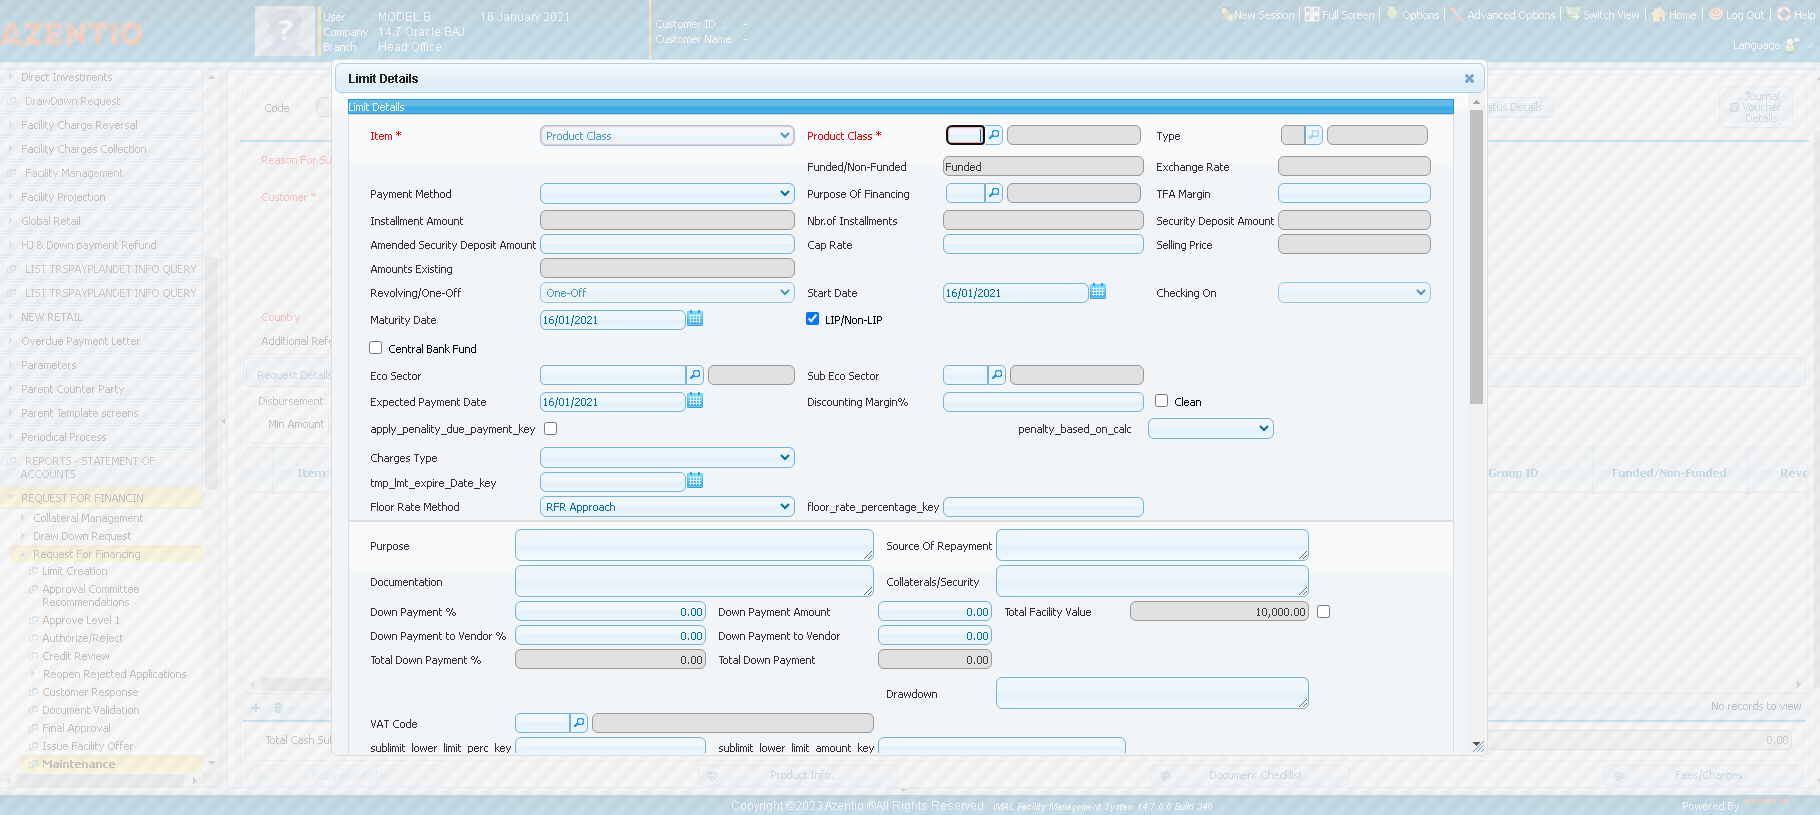 AZENTIO
User : MODEL B 16 January 2021
Company : 14.7 Oracle BAJ
Branch : Head Office
Customer ID : -
Customer Name : -
New Session Full Screen Options Advanced Options Switch View Home Log Out Help
Language
Direct Investments
DrawDown Request
Facility Charge Reversal
Facility Charges Collection
Facility Management
Facility Projection
Global Retail
HJ & Down payment Refund
LIST TRSPAYPLANDET INFO QUERY
LIST TRSPAYPLANDET INFO QUERY
NEW RETAIL
Overdue Payment Letter
Parameters
Parent Counter Party
Parent Template screens
Periodical Process
REPORTS - STATEMENT OF
ACCOUNTS
REQUEST FOR FINANCIN
Collateral Management
Draw Down Request
Request For Financing
Limit Creation
Approval Committee
Recommendations
Approve Level 1
Authorize/Reject
Credit Review
Reopen Rejected Applications
Customer Response
Document Validation
Final Approval
Issue Facility Offer
Maintenance
Code
Reason For Su
Customer *
Country
Additional Refe
Request Details
Disbursement
Min Amount
Item
Total Cash Sub
atus Details
Journal
Voucher
Details
Group ID Funded/Non-Funded Revo
No records to view
0.00
Limit Details
Limit Details
Item * Product Class Product Class * Type
Funded/Non-Funded Funded Exchange Rate
Payment Method Purpose Of Financing TFA Margin
Installment Amount Nbr.of Installments Security Deposit Amount
Amended Security Deposit Amount Cap Rate Selling Price
Amounts Existing
Revolving/One-Off One-Off Start Date 16/01/2021 Checking On
Maturity Date 16/01/2021 LIP/Non-LIP
Central Bank Fund
Eco Sector Sub Eco Sector
Expected Payment Date 16/01/2021 Discounting Margin% Clean
apply_penality_due_payment_key penalty_based_on_calc
Charges Type
tmp_lmt_expire_Date_key
Floor Rate Method RFR Approach floor_rate_percentage_key
Purpose Source Of Repayment
Documentation Collaterals/Security
Down Payment % 0.00 Down Payment Amount 0.00 Total Facility Value 10,000.00
Down Payment to Vendor % 0.00 Down Payment to Vendor 0.00
Total Down Payment % 0.00 Total Down Payment 0.00
Drawdown
VAT Code
sublimit_lower_limit_perc_key sublimit_lower_limit_amount_key
Repayment plan Product Info. Document Checklist Fees/Charges
Copyright ©2023 Azentio ®All Rights Reserved iMAL Facility Management System 14.7.0.0 Build 340
Powered By